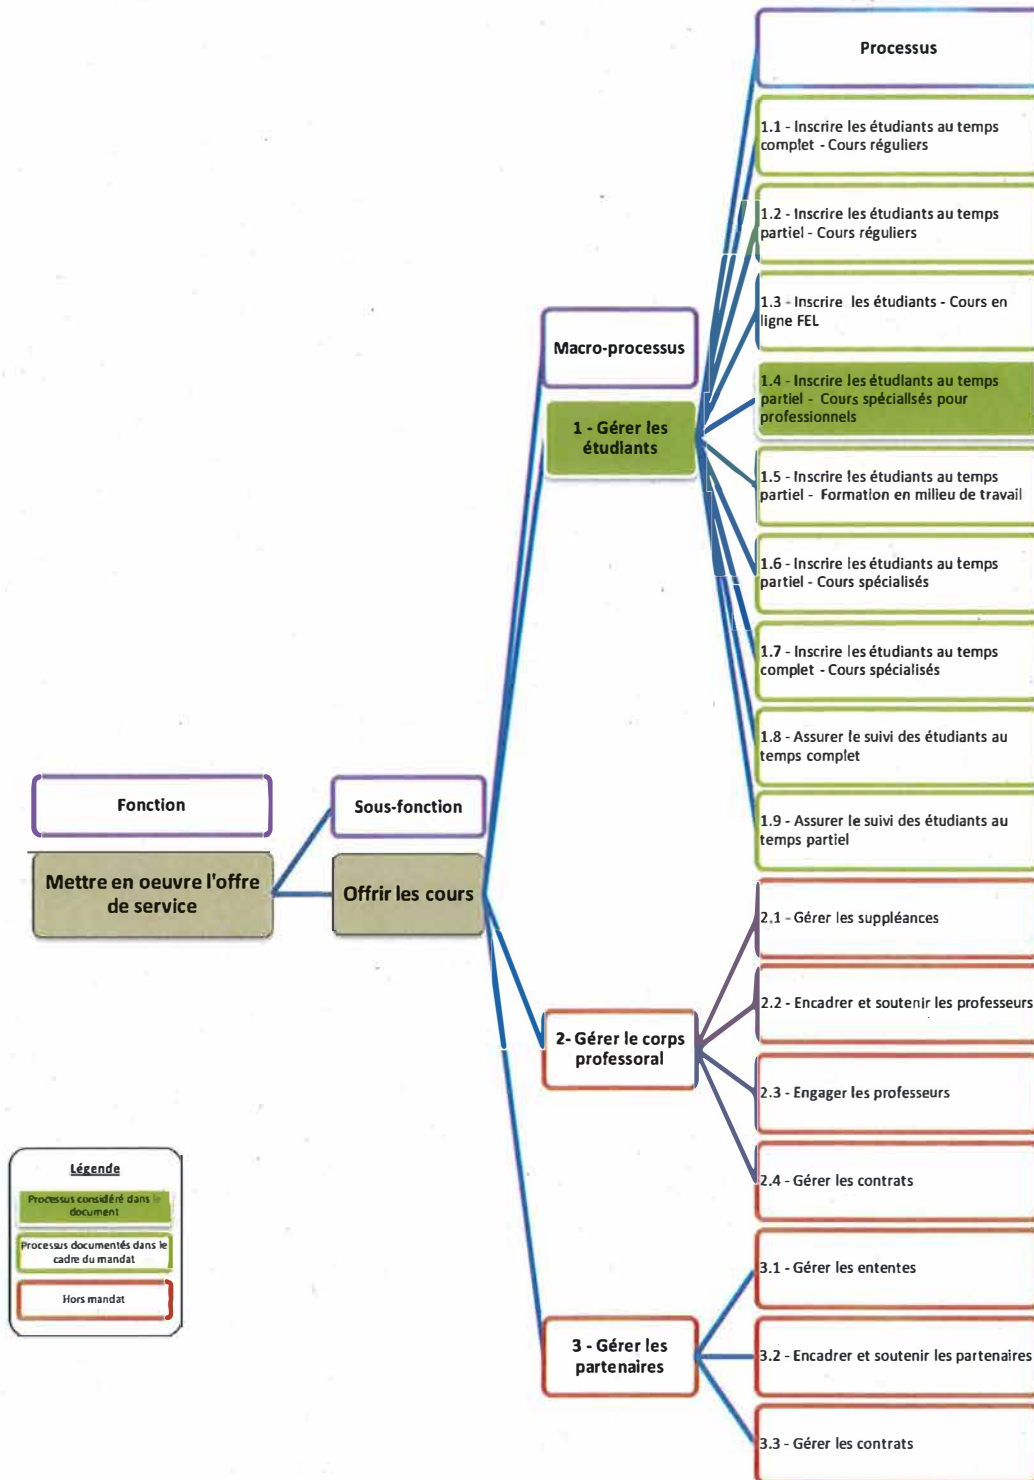 Processus
1.1 - Inscrire les étudiants au temps
complet - Cours réguliers
1.2 - Inscrire les étudiants au temps
partiel - Cours réguliers
1.3 - Inscrire les étudiants - Cours en
ligne FEL
Macro-processus
1.4 - Inscrire les étudiants au temps
partiel - Cours spécialisés pour
professionnels
1 - Gérer les
étudiants
1.5 - Inscrire les étudiants au temps
partiel - Formation en milieu de travail
1.6 - Inscrire les étudiants au temps
partiel - Cours spécialisés
1.7 - Inscrire les étudiants au temps
complet - Cours spécialisés
1.8 - Assurer le suivi des étudiants au
temps complet
Fonction
Sous-fonction
1.9 - Assurer le suivi des étudiants au
temps partiel
Mettre en oeuvre l'offre
de service
Offrir les cours
2.1 - Gérer les suppléances
2.2 - Encadrer et soutenir les professeurs
2- Gérer le corps
professoral
2.3 - Engager les professeurs
2.4 - Gérer les contrats
Légende
Processus considéré dans le
document
Processus documentés dans le
cadre du mandat
Hors mandat
3.1 - Gérer les ententes
3 - Gérer les
partenaires
3.2 - Encadrer et soutenir les partenaires
3.3 - Gérer les contrats